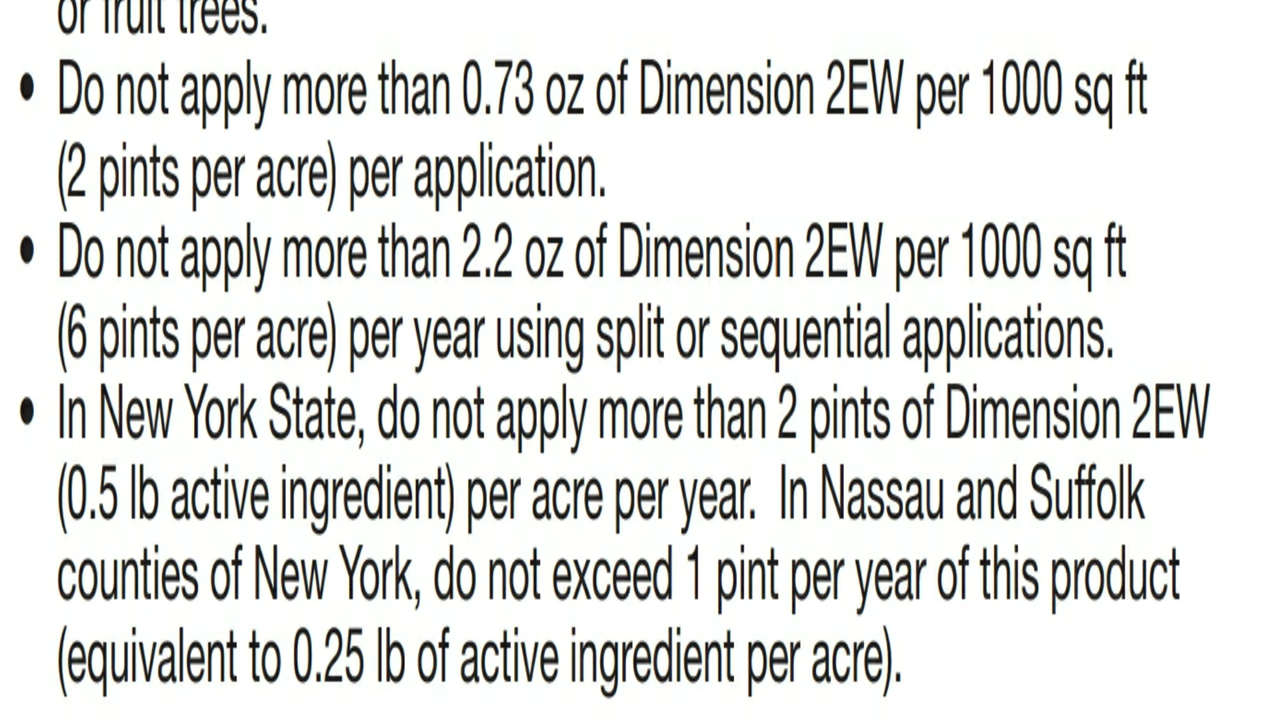 or fruit trees.
• Do not apply more than 0.73 oz of Dimension 2EW per 1000 sq ft
(2 pints per acre) per application.
• Do not apply more than 2.2 oz of Dimension 2EW per 1000 sq ft
(6 pints per acre) per year using split or sequential applications.
• In New York State, do not apply more than 2 pints of Dimension 2EW
(0.5 lb active ingredient) per acre per year.  In Nassau and Suffolk
counties of New York, do not exceed 1 pint per year of this product
(equivalent to 0.25 lb of active ingredient per acre).